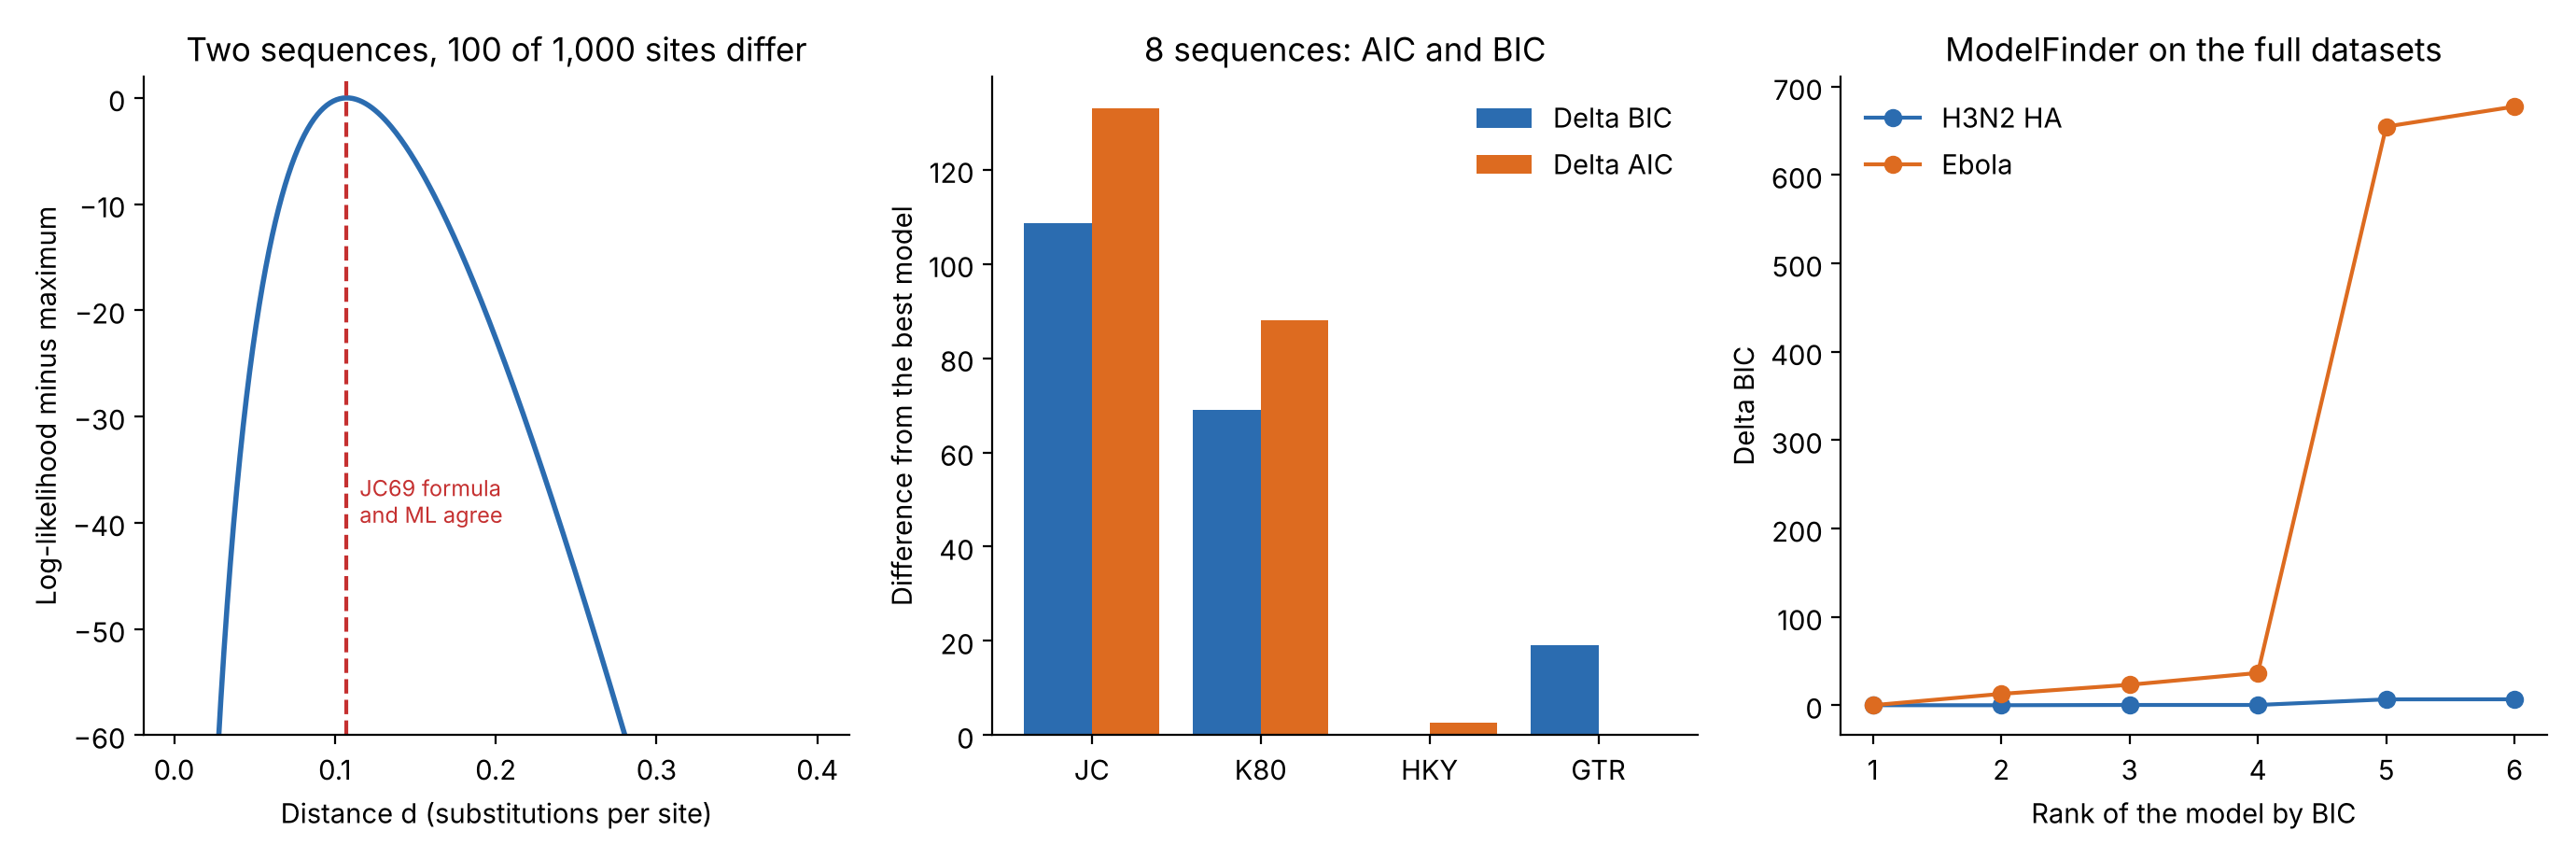 Two sequences, 100 of 1,000 sites differ
Log-likelihood minus maximum
0
−10
−20
−30
−40
−50
−60
JC69 formula
and ML agree
0.0
0.1
0.2
0.3
0.4
Distance d (substitutions per site)
8 sequences: AIC and BIC
Difference from the best model
Delta BIC
Delta AIC
120
100
80
60
40
20
0
JC
K80
HKY
GTR
ModelFinder on the full datasets
Delta BIC
H3N2 HA
Ebola
700
600
500
400
300
200
100
0
1
2
3
4
5
6
Rank of the model by BIC